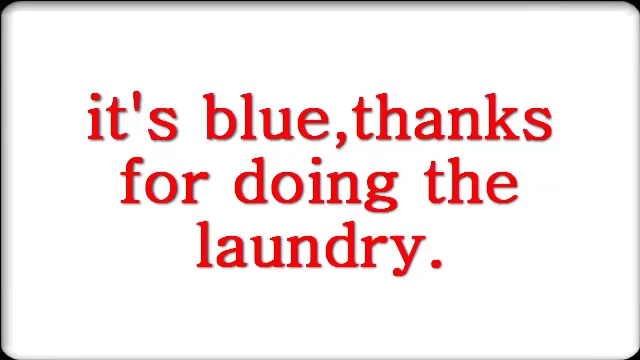 it's blue,thanks
for doing the
laundry.